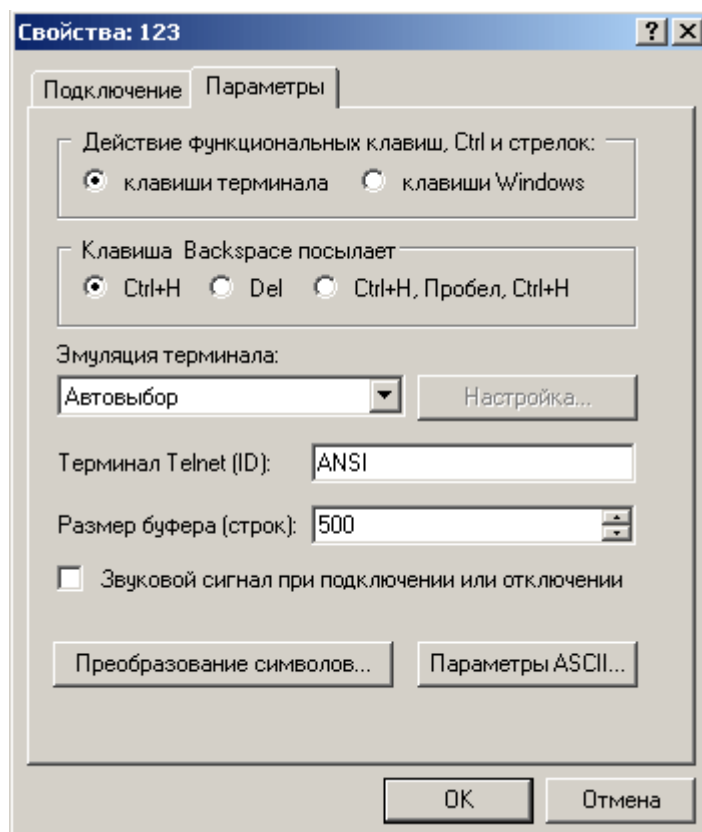 Свойства: 123
Подключение Параметры
Действие функциональных клавиш, Ctrl и стрелок:
клавиши терминала клавиши Windows
Клавиша Backspace посылает
Ctrl+H Del Ctrl+H, Пробел, Ctrl+H
Эмуляция терминала:
Автовыбор Настройка...
Терминал Telnet (ID): ANSI
Размер буфера (строк): 500
Звуковой сигнал при подключении или отключении
Преобразование символов... Параметры ASCII...
OK Отмена